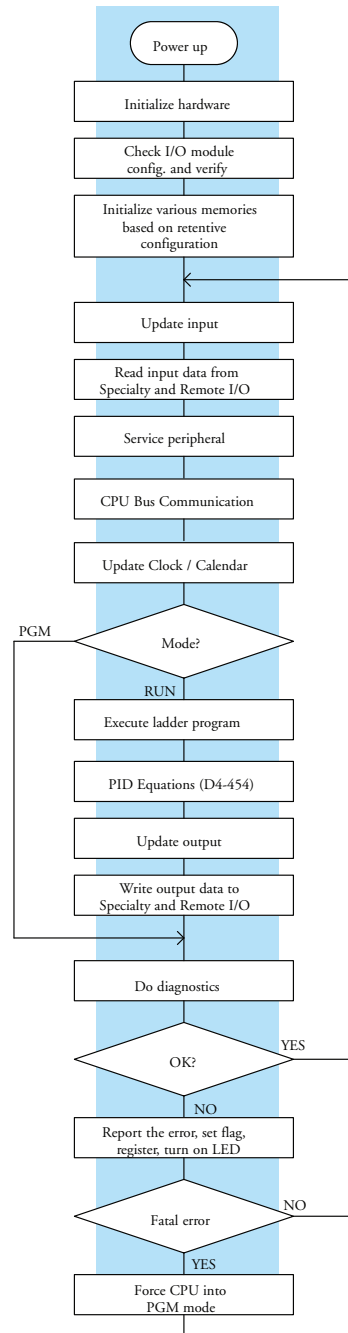 Power up
Initialize hardware
Check I/O module
config. and verify
Initialize various memories
based on retentive
configuration
Update input
Read input data from
Specialty and Remote I/O
Service peripheral
CPU Bus Communication
Update Clock / Calendar
PGM
Mode?
RUN
Execute ladder program
PID Equations (D4-454)
Update output
Write output data to
Specialty and Remote I/O
Do diagnostics
OK?
YES
NO
Report the error, set flag,
register, turn on LED
Fatal error
NO
YES
Force CPU into
PGM mode